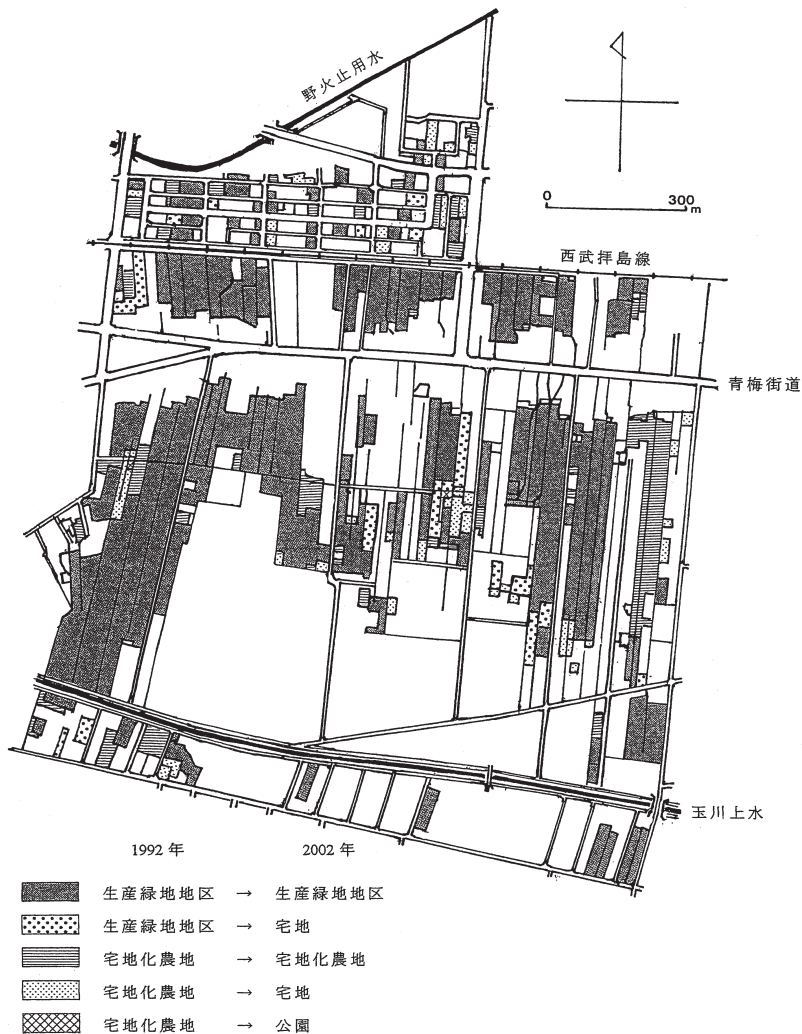 野火止用水
0 300
m
西武拝島線
青梅街道
玉川上水
1992 年 2002 年
生産緑地地区 → 生産緑地地区
生産緑地地区 → 宅地
宅地化農地 → 宅地化農地
宅地化農地 → 宅地
宅地化農地 → 公園